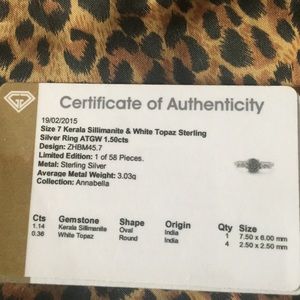 Certificate of Authenticity
19/02/2015
Size 7 Kerala Sillimanite & White Topaz Sterling
Silver Ring ATGW 1.50cts
Design: ZHBM45.7
Limited Edition: 1 of 58 Pieces.
Metal: Sterling Silver
Average Metal Weight: 3.03g
Collection: Annabella
Cts Gemstone Shape Origin Qty Size
1.14 Kerala Sillimanite Oval India 1 7.50 x 6.00 mm
0.36 White Topaz Round India 4 2.50 x 2.50 mm